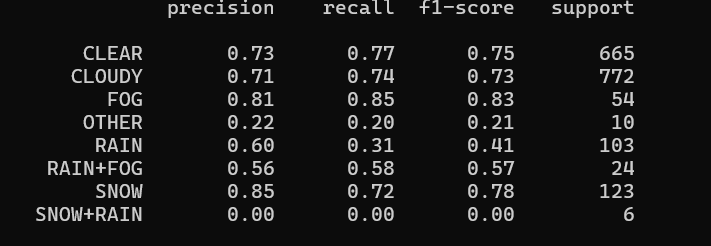 precision recall f1-score support
CLEAR 0.73 0.77 0.75 665
CLOUDY 0.71 0.74 0.73 772
FOG 0.81 0.85 0.83 54
OTHER 0.22 0.20 0.21 10
RAIN 0.60 0.31 0.41 103
RAIN+FOG 0.56 0.58 0.57 24
SNOW 0.85 0.72 0.78 123
SNOW+RAIN 0.00 0.00 0.00 6